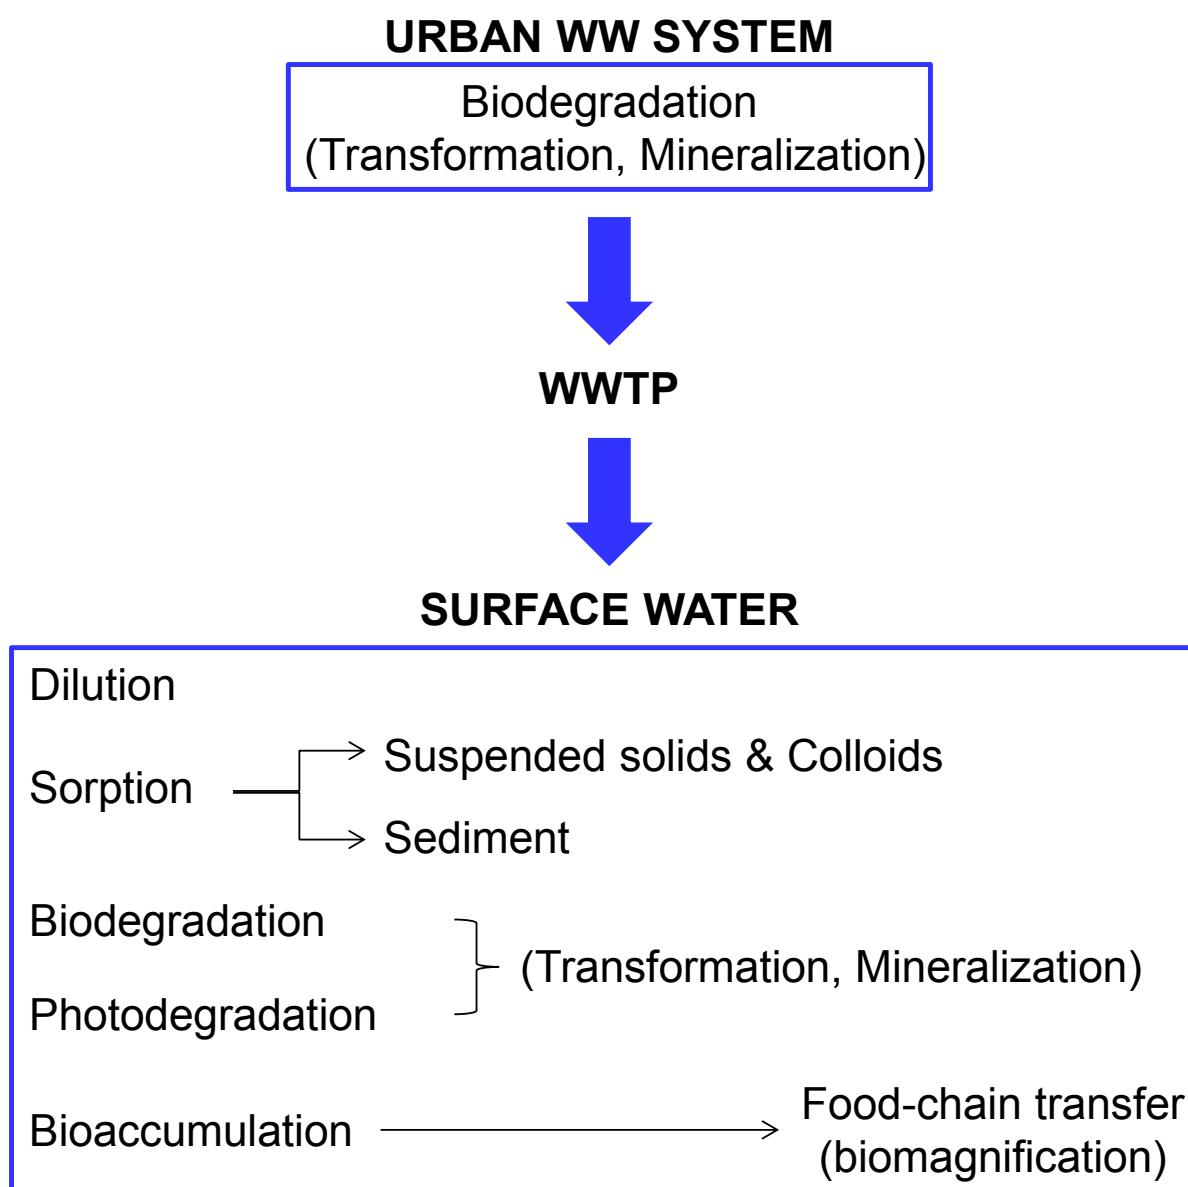 URBAN WW SYSTEM
Biodegradation
(Transformation, Mineralization)
WWTP
SURFACE WATER
Dilution
Sorption
Suspended solids & Colloids
Sediment
Biodegradation
Photodegradation
(Transformation, Mineralization)
Bioaccumulation
Food-chain transfer
(biomagnification)